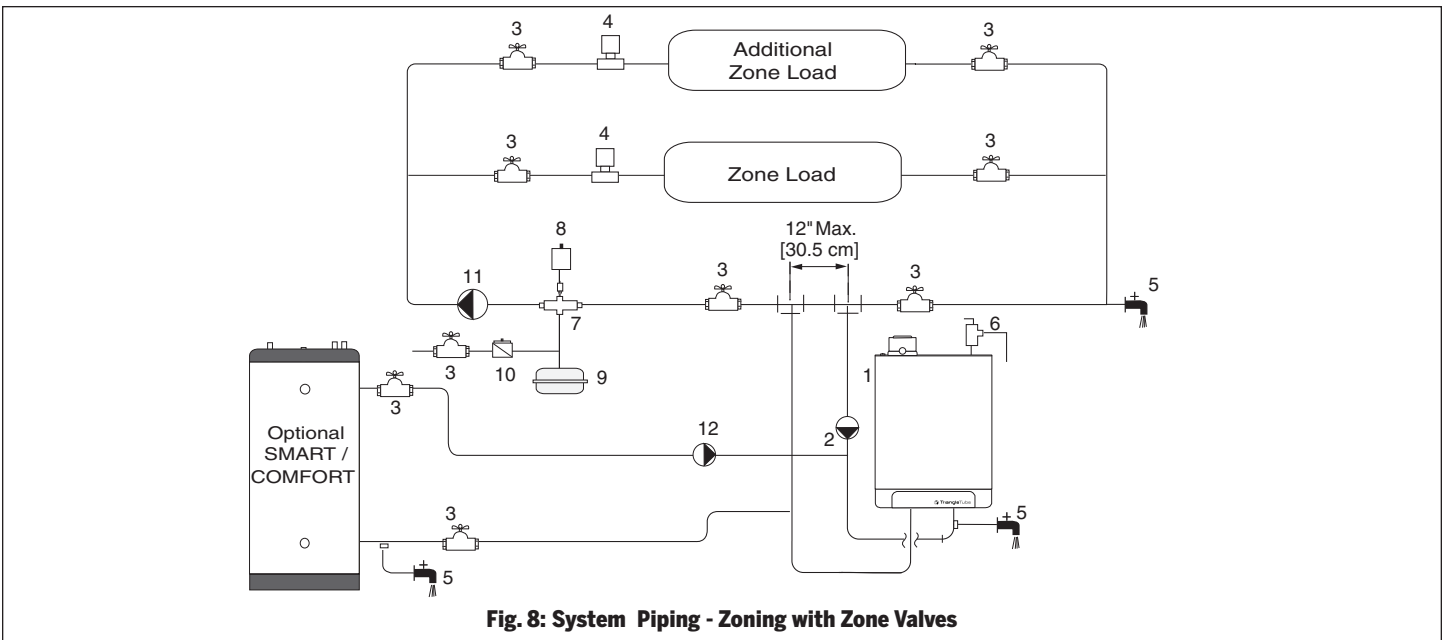 3
4
3
Additional
Zone Load
3
4
3
Zone Load
8
12" Max.
[30.5 cm]
11
3
3
5
7
6
3
10
9
1
3
Optional
SMART /
COMFORT
12
2
TriangleTube
3
5
5
Fig. 8: System Piping - Zoning with Zone Valves